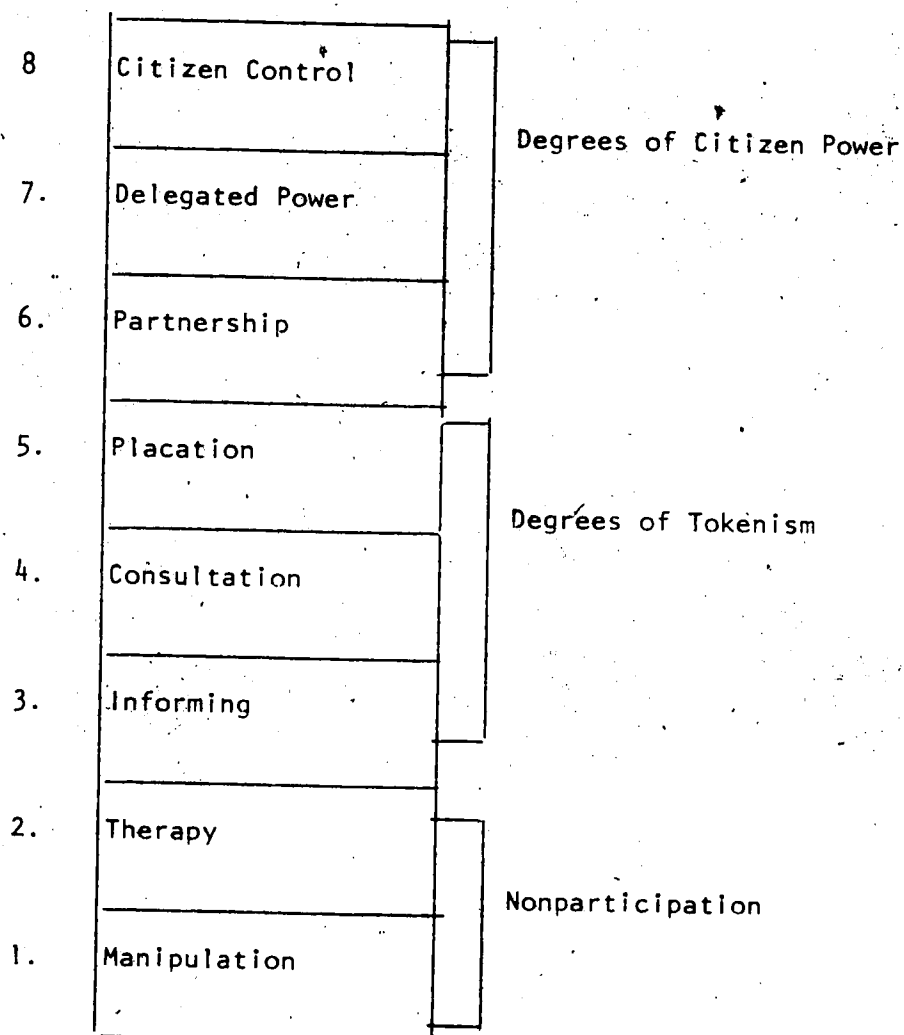 8 Citizen Control
Degrees of Citizen Power
7. Delegated Power
6. Partnership
5. Placation
Degrees of Tokenism
4. Consultation
3. Informing
2. Therapy
Nonparticipation
1. Manipulation